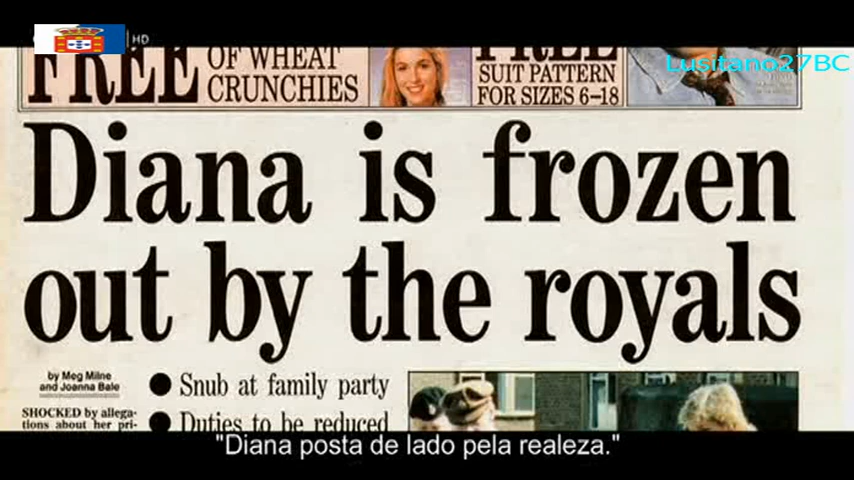 HD
Lusitano27BC
FREE
OF WHEAT
CRUNCHIES
FREE
SUIT PATTERN
FOR SIZES 6–18
Diana is frozen
out by the royals
by Meg Milne
and Joanna Bale
SHOCKED by allega-
tions about her pri-
● Snub at family party
● Duties to be reduced
"Diana posta de lado pela realeza."